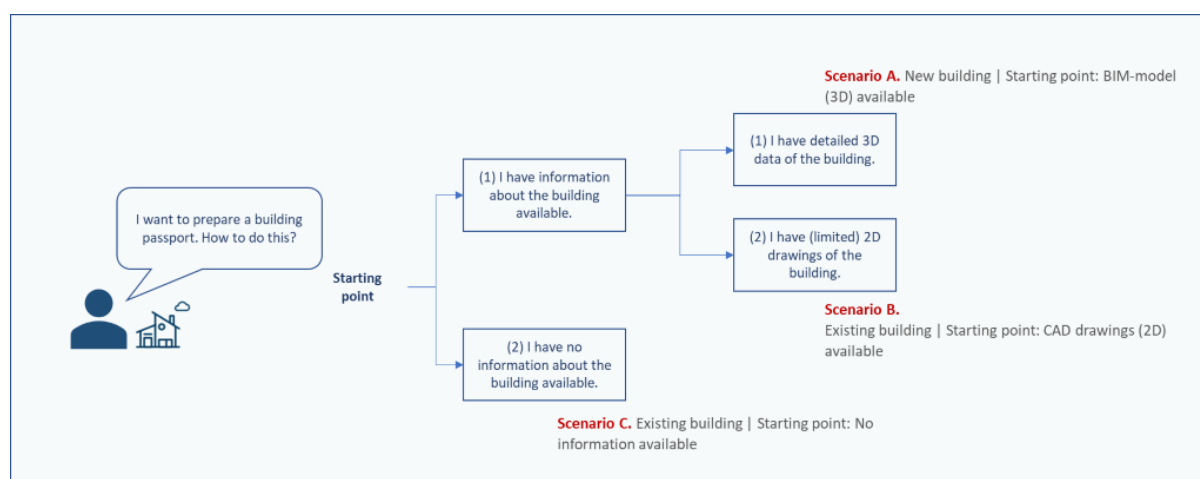 I want to prepare a building
passport. How to do this?
Starting
point
(1) I have information
about the building
available.
(2) I have no
information about the
building available.
Scenario C. Existing building | Starting point: No
information available
Scenario A. New building | Starting point: BIM-model
(3D) available
(1) I have detailed 3D
data of the building.
(2) I have (limited) 2D
drawings of the
building.
Scenario B.
Existing building | Starting point: CAD drawings (2D)
available